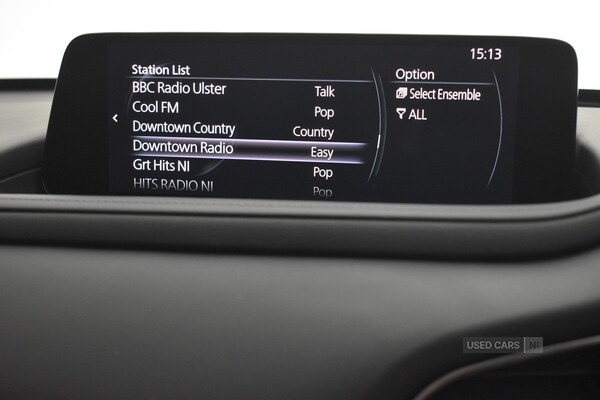 15:13
Station List
BBC Radio Ulster Talk
Cool FM Pop
Downtown Country Country
Downtown Radio Easy
Grt Hits NI Pop
HITS RADIO NI Pop
Option
Select Ensemble
ALL
USED CARS NI